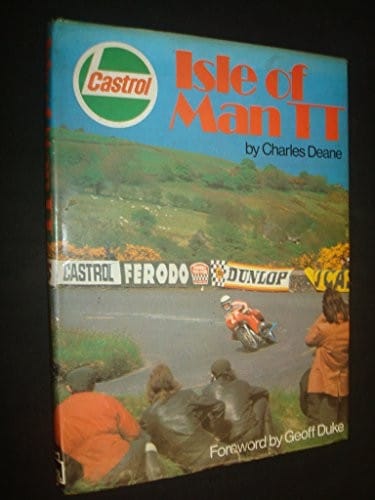 Castrol
Isle of
Man TT
by Charles Deane
CASTROL FERODO DUNLOP
Foreword by Geoff Duke